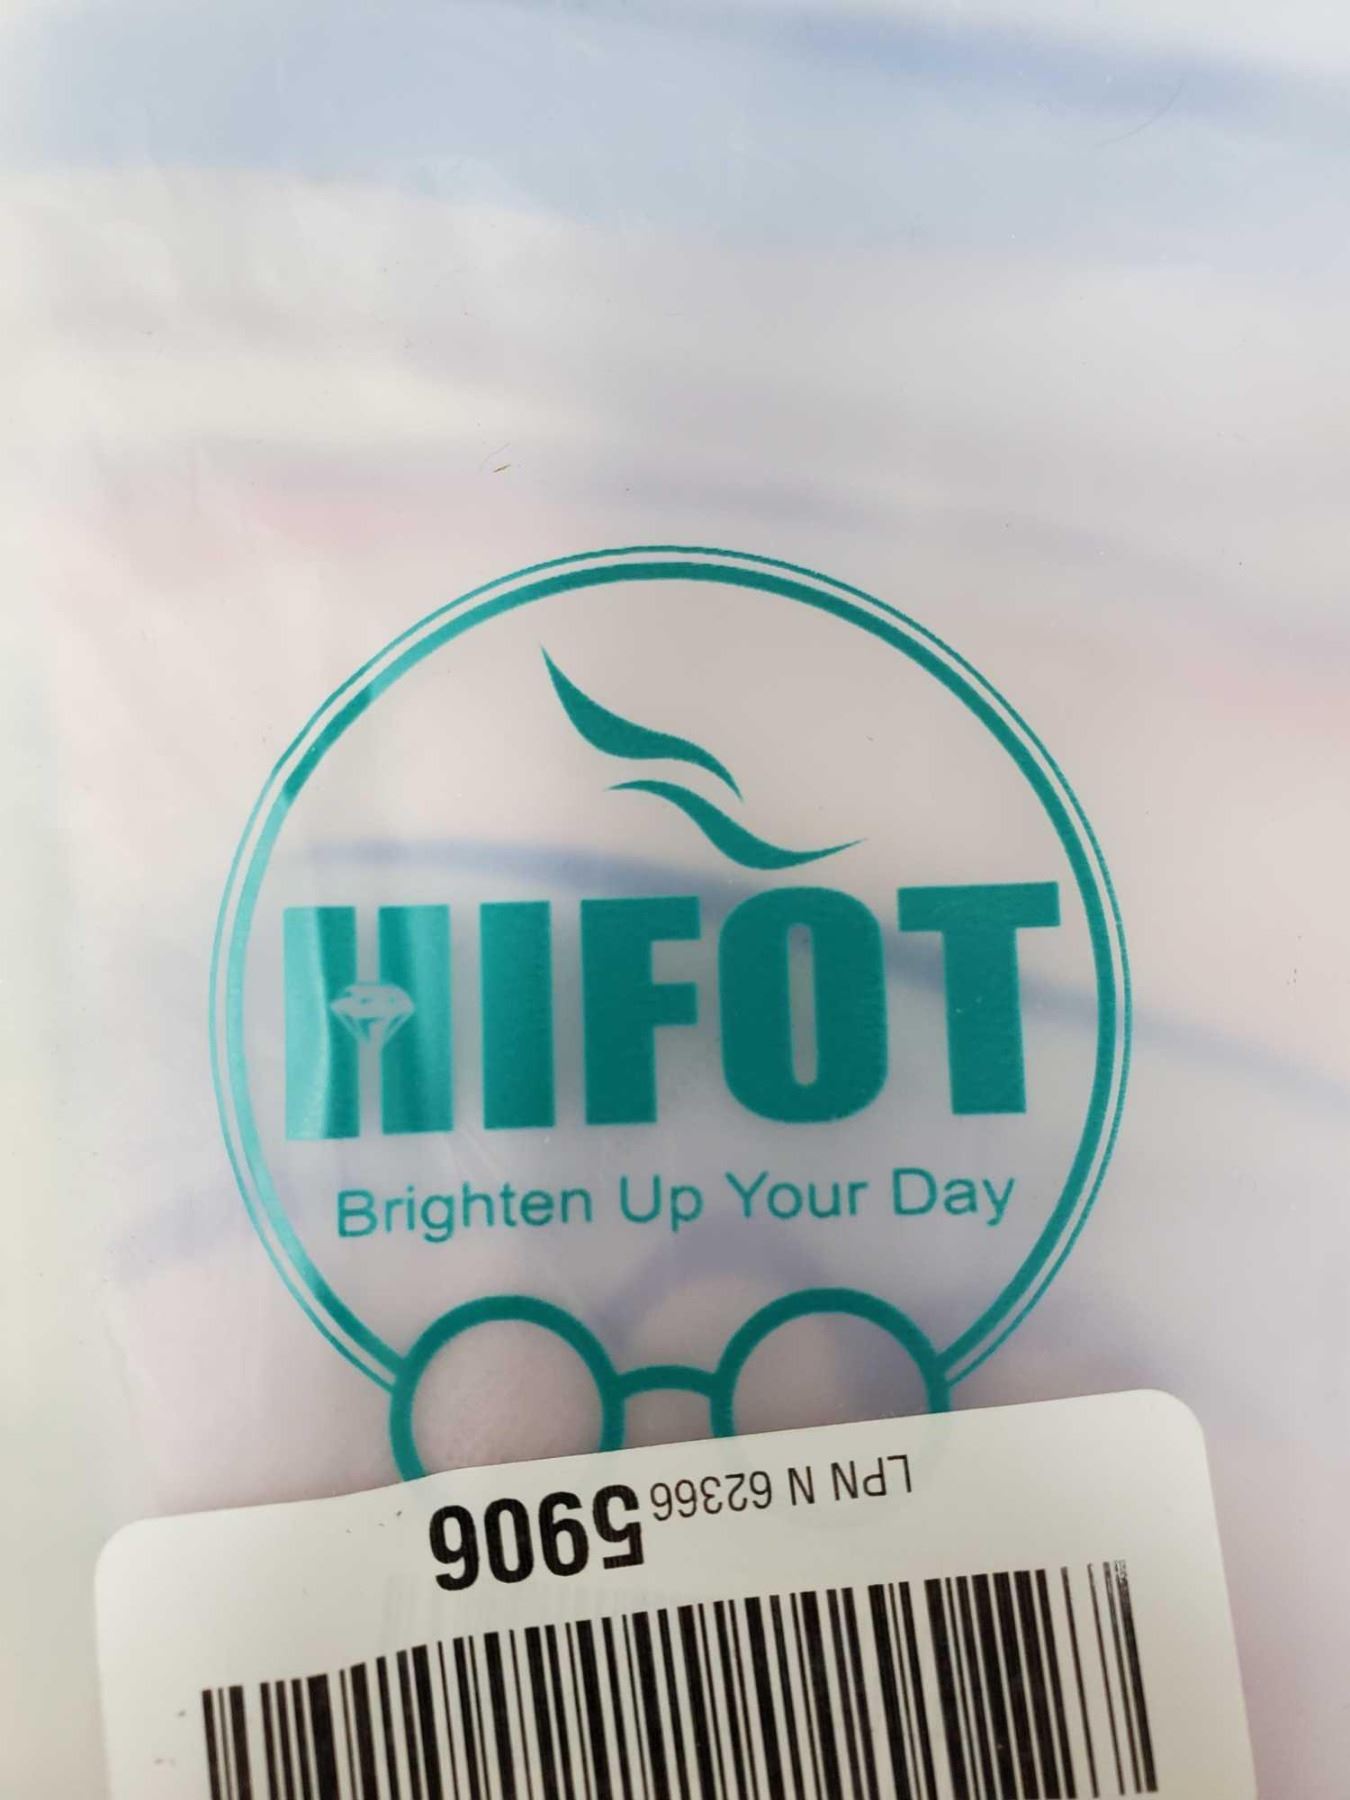 HIFOT
Brighten Up Your Day
LPN N 62366 5906